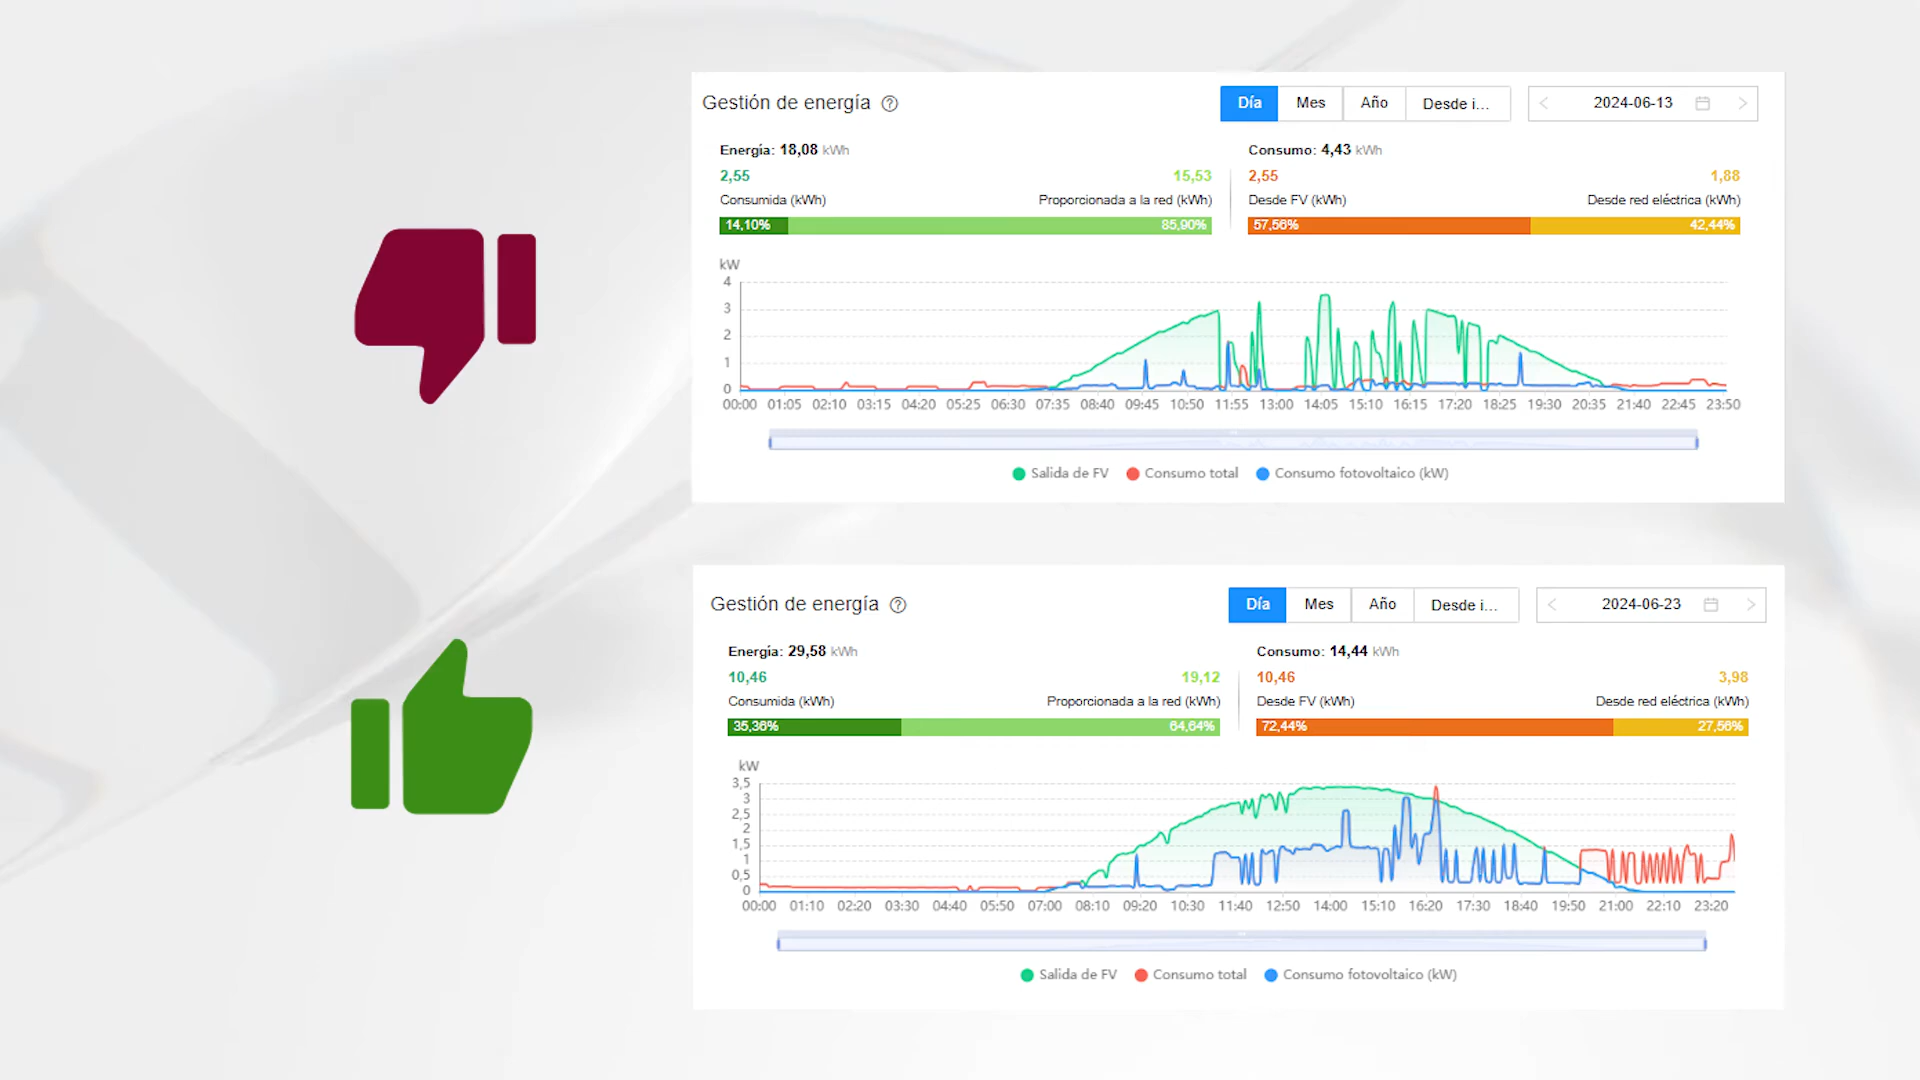 Gestión de energía ?
Día Mes Año Desde i... < 2024-06-13 >
Energía: 18,08 kWh
Consumo: 4,43 kWh
2,55 15,53
2,55 1,88
Consumida (kWh) Proporcionada a la red (kWh)
Desde FV (kWh) Desde red eléctrica (kWh)
14,10% 85,90%
57,56% 42,44%
kW
4
3
2
1
0
00:00 01:05 02:10 03:15 04:20 05:25 06:30 07:35 08:40 09:45 10:50 11:55 13:00 14:05 15:10 16:15 17:20 18:25 19:30 20:35 21:40 22:45 23:50
Salida de FV Consumo total Consumo fotovoltaico (kW)
Gestión de energía ?
Día Mes Año Desde i... < 2024-06-23 >
Energía: 29,58 kWh
Consumo: 14,44 kWh
10,46 19,12
10,46 3,98
Consumida (kWh) Proporcionada a la red (kWh)
Desde FV (kWh) Desde red eléctrica (kWh)
35,36% 64,64%
72,44% 27,56%
kW
3,5
3
2,5
2
1,5
1
0,5
0
00:00 01:10 02:20 03:30 04:40 05:50 07:00 08:10 09:20 10:30 11:40 12:50 14:00 15:10 16:20 17:30 18:40 19:50 21:00 22:10 23:20
Salida de FV Consumo total Consumo fotovoltaico (kW)